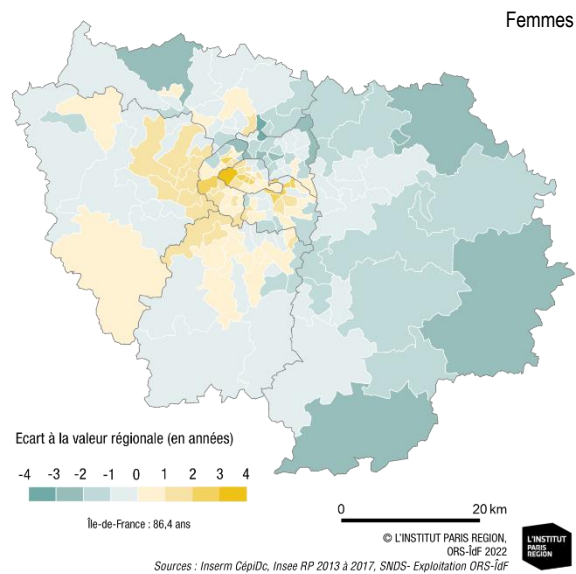 Femmes
Ecart à la valeur régionale (en années)
-4 -3 -2 -1 0 1 2 3 4
Île-de-France : 86,4 ans
0 20 km
© L'INSTITUT PARIS REGION,
ORS-ÎdF 2022
Sources : Inserm CépiDc, Insee RP 2013 à 2017, SNDS- Exploitation ORS-ÎdF
L'INSTITUT
PARIS
REGION